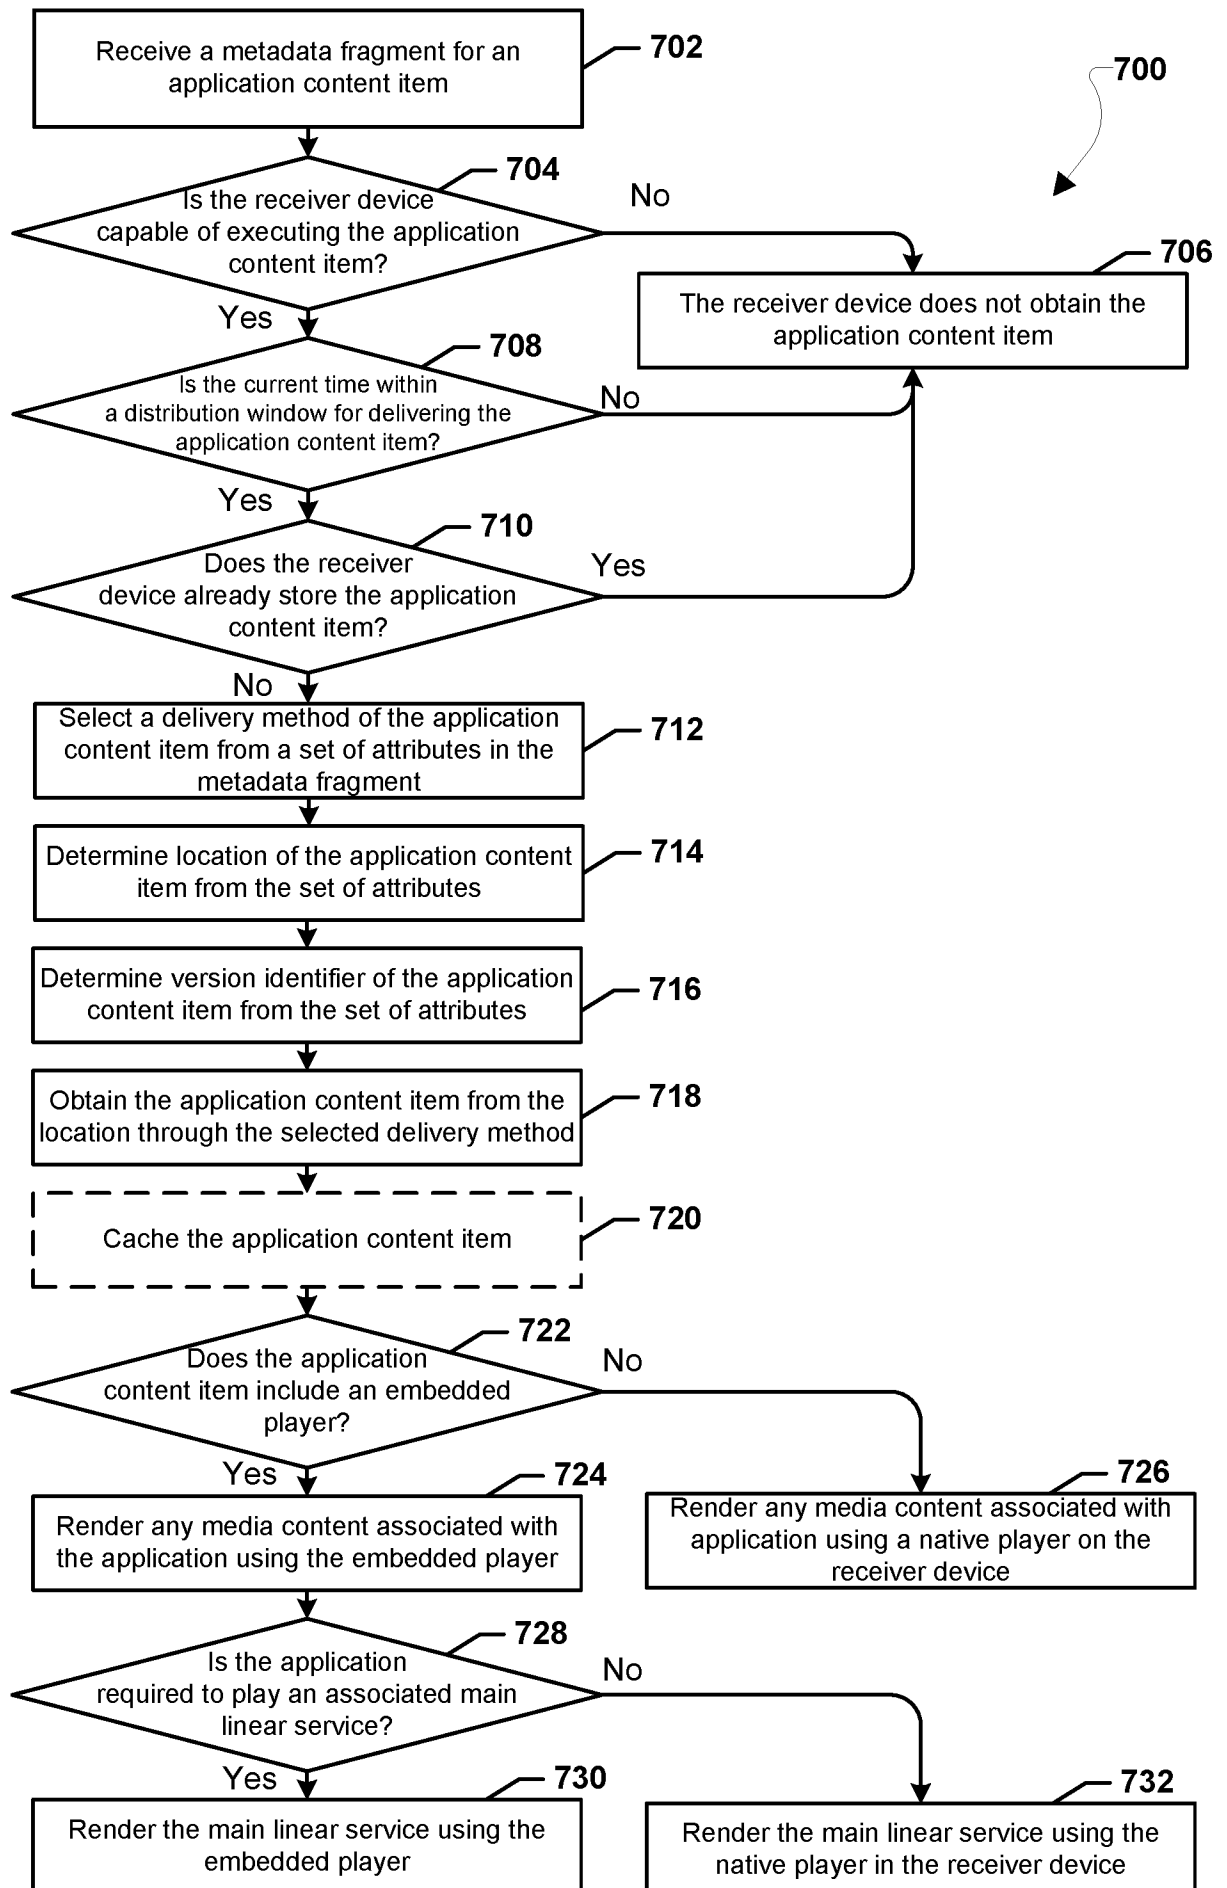 Receive a metadata fragment for an
application content item
702
700
704
Is the receiver device
capable of executing the application
content item?
No
Yes
706
The receiver device does not obtain the
application content item
708
Is the current time within
a distribution window for delivering the
application content item?
No
Yes
710
Does the receiver
device already store the application
content item?
Yes
No
712
Select a delivery method of the application
content item from a set of attributes in the
metadata fragment
714
Determine location of the application content
item from the set of attributes
716
Determine version identifier of the application
content item from the set of attributes
718
Obtain the application content item from the
location through the selected delivery method
720
Cache the application content item
722
Does the application
content item include an embedded
player?
No
Yes
724
Render any media content associated with
the application using the embedded player
726
Render any media content associated with
application using a native player on the
receiver device
728
Is the application
required to play an associated main
linear service?
No
Yes
730
Render the main linear service using the
embedded player
732
Render the main linear service using the
native player in the receiver device